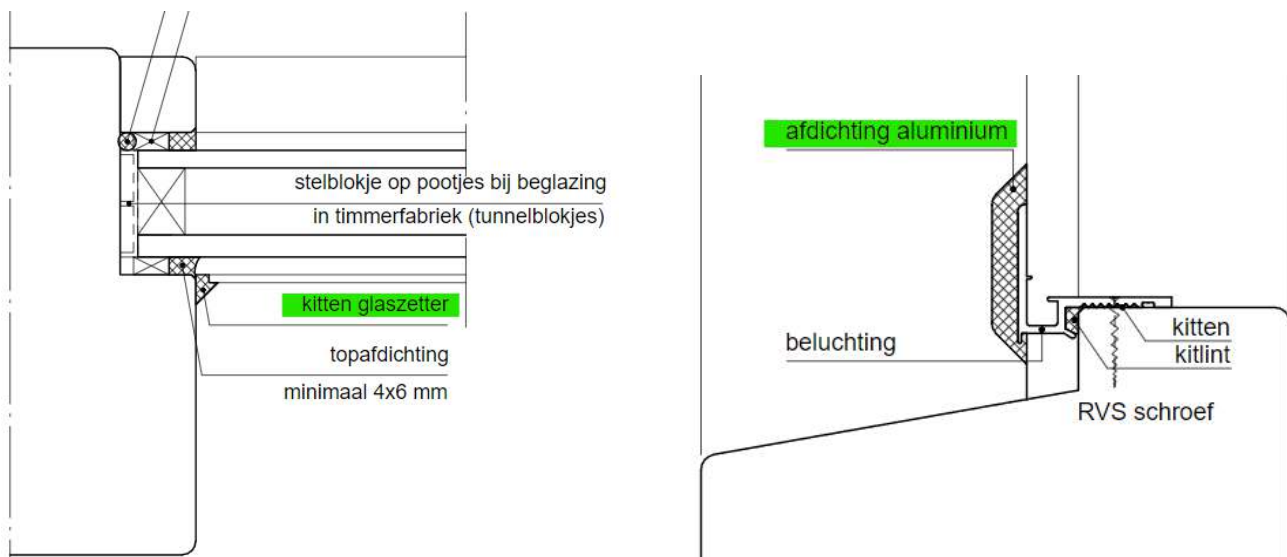 stelblokje op pootjes bij beglazing
in timmerfabriek (tunnelblokjes)
kitten glaszetter
topafdichting
minimaal 4x6 mm
afdichting aluminium
beluchting
kitten
kitlint
RVS schroef